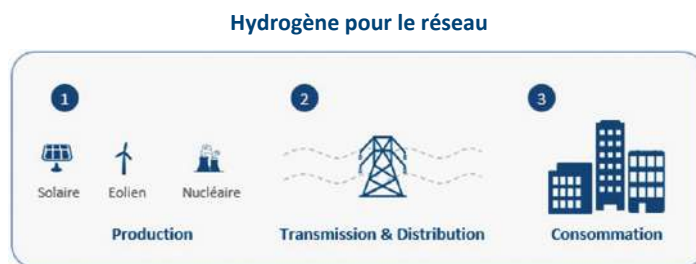 Hydrogène pour le réseau
1 2 3
Solaire Eolien Nucléaire
Production Transmission & Distribution Consommation